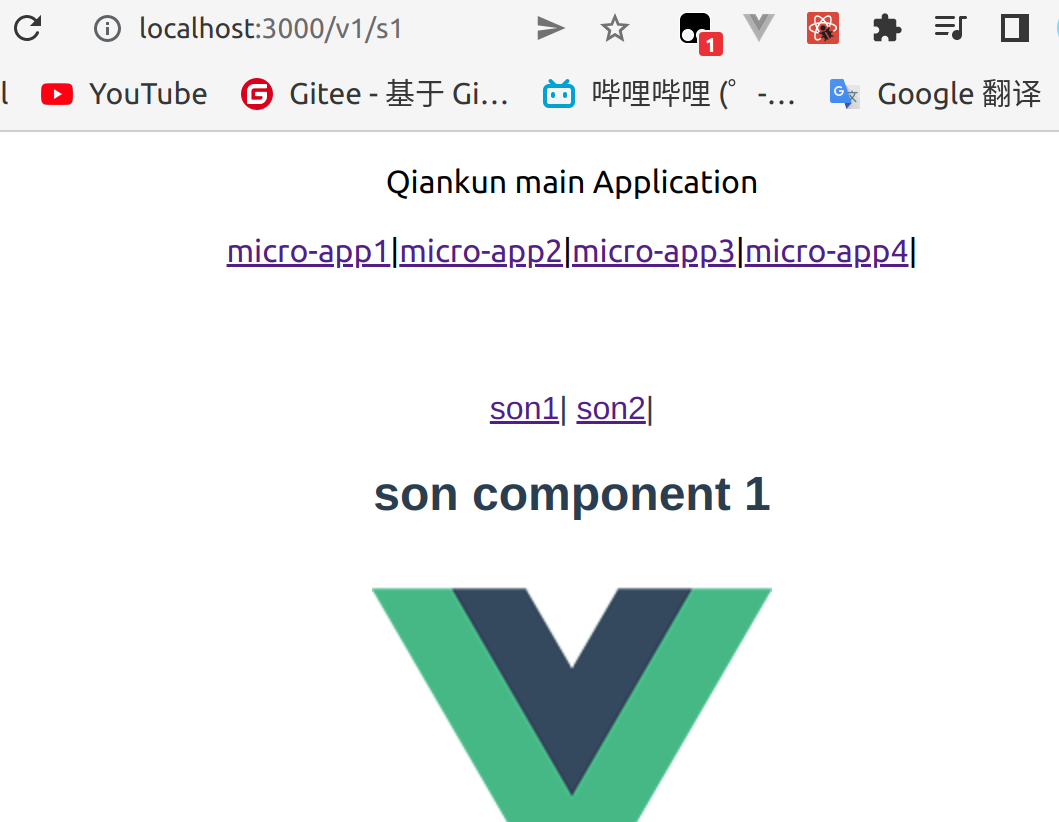 localhost:3000/v1/s1
1
l YouTube Gitee - 基于 Gi... 哔哩哔哩 (゜-... Google 翻译
Qiankun main Application
micro-app1|micro-app2|micro-app3|micro-app4|
son1| son2|
son component 1